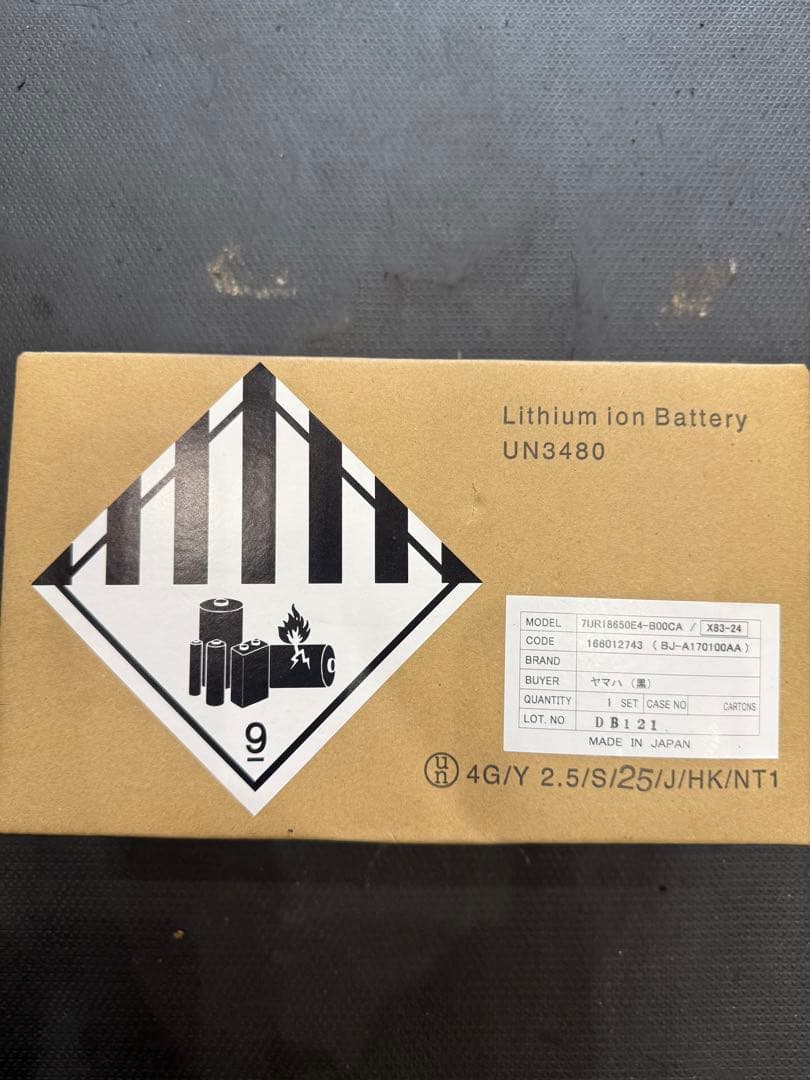 Lithium ion Battery
UN3480
MODEL 7UR18650E4-B00CA / X83-24
CODE 166012743 ( BJ-A170100AA )
BRAND
BUYER ヤマハ (黒)
QUANTITY 1 SET CASE NO CARTONS
LOT. NO DB121
MADE IN JAPAN
9
un 4G/Y 2.5/S/25/J/HK/NT1